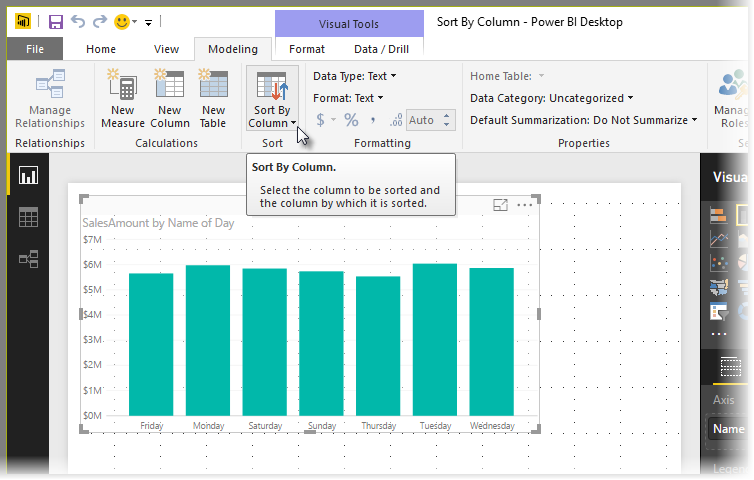 Visual Tools
Sort By Column - Power BI Desktop
File Home View Modeling Format Data / Drill
Manage
Relationships
New
Measure
New
Column
New
Table
Sort By
Column
Data Type: Text
Format: Text
$ % , .00 Auto
Home Table:
Data Category: Uncategorized
Default Summarization: Do Not Summarize
Relationships Calculations Sort Formatting Properties
Sort By Column.
Select the column to be sorted and
the column by which it is sorted.
SalesAmount by Name of Day
$7M
$6M
$5M
$4M
$3M
$2M
$1M
$0M
Friday Monday Saturday Sunday Thursday Tuesday Wednesday
Axis
Name